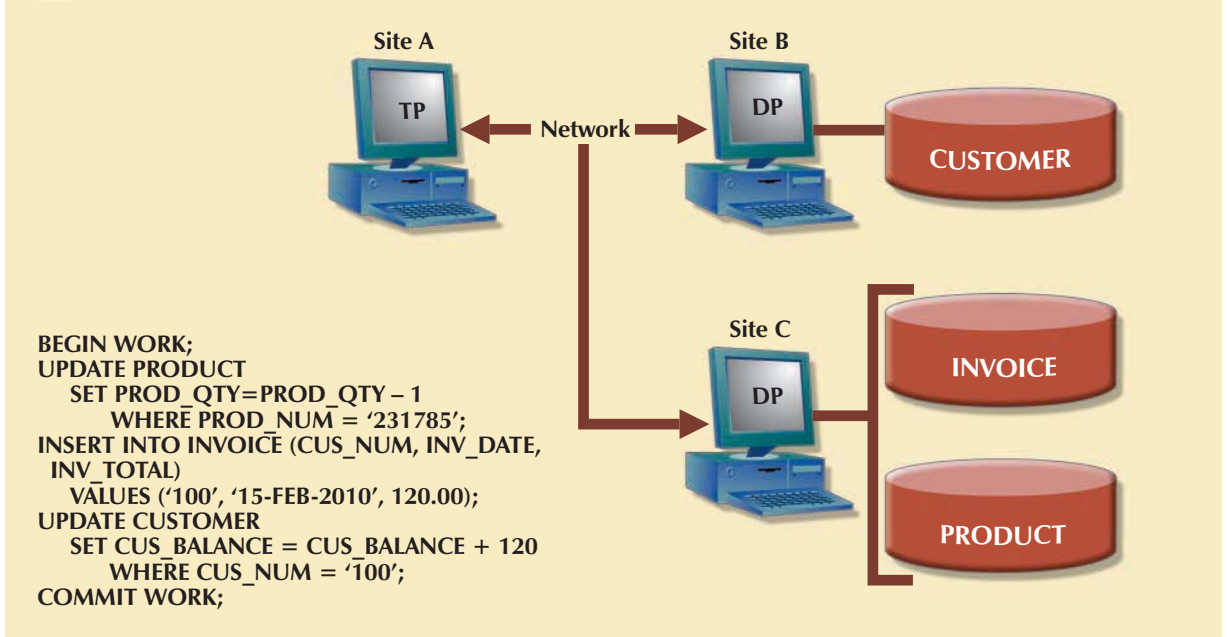 Site A
Site B
TP
Network
DP
CUSTOMER
Site C
DP
INVOICE
PRODUCT
BEGIN WORK;
UPDATE PRODUCT
SET PROD_QTY=PROD_QTY – 1
WHERE PROD_NUM = ‘231785’;
INSERT INTO INVOICE (CUS_NUM, INV_DATE,
INV_TOTAL)
VALUES (‘100’, ‘15-FEB-2010’, 120.00);
UPDATE CUSTOMER
SET CUS_BALANCE = CUS_BALANCE + 120
WHERE CUS_NUM = ‘100’;
COMMIT WORK;